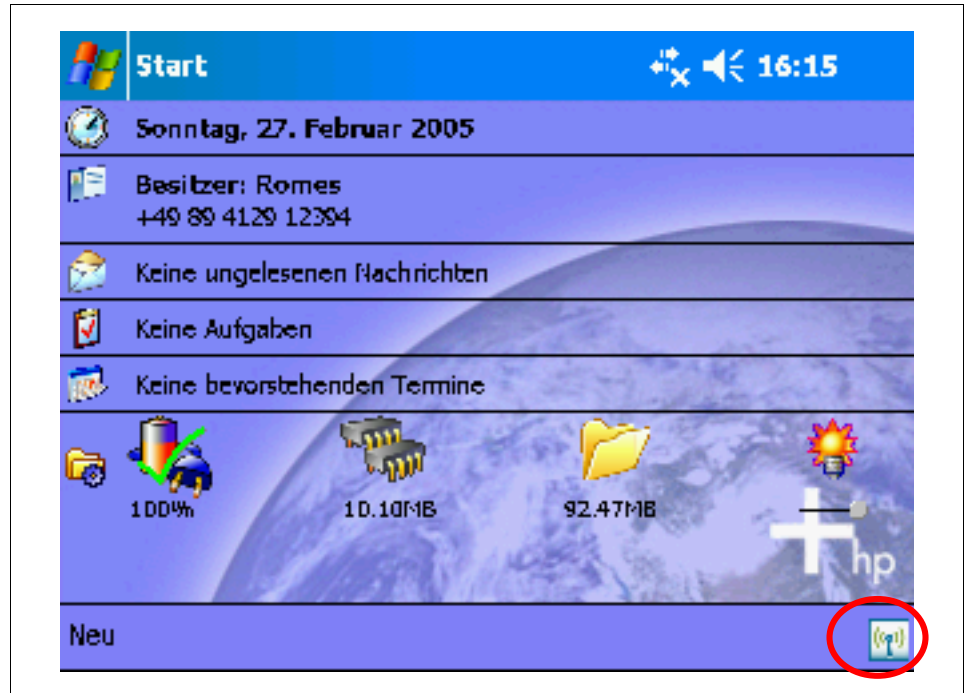 Start 16:15
Sonntag, 27. Februar 2005
Besitzer: Romes
+49 89 4129 12394
Keine ungelesenen Nachrichten
Keine Aufgaben
Keine bevorstehenden Termine
100% 10.10MB 92.47MB
hp
Neu